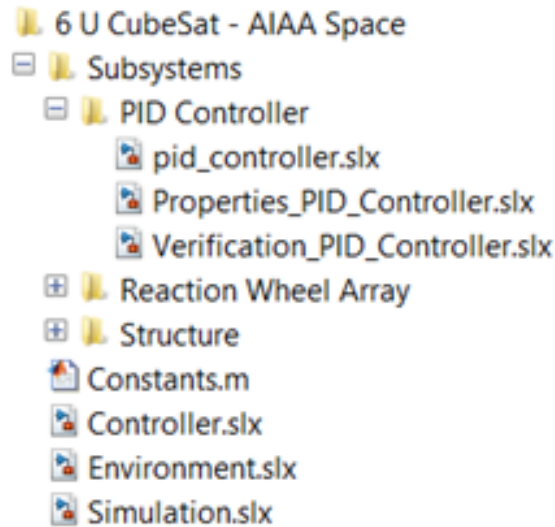 6 U CubeSat - AIAA Space
Subsystems
PID Controller
pid_controller.slx
Properties_PID_Controller.slx
Verification_PID_Controller.slx
Reaction Wheel Array
Structure
Constants.m
Controller.slx
Environment.slx
Simulation.slx